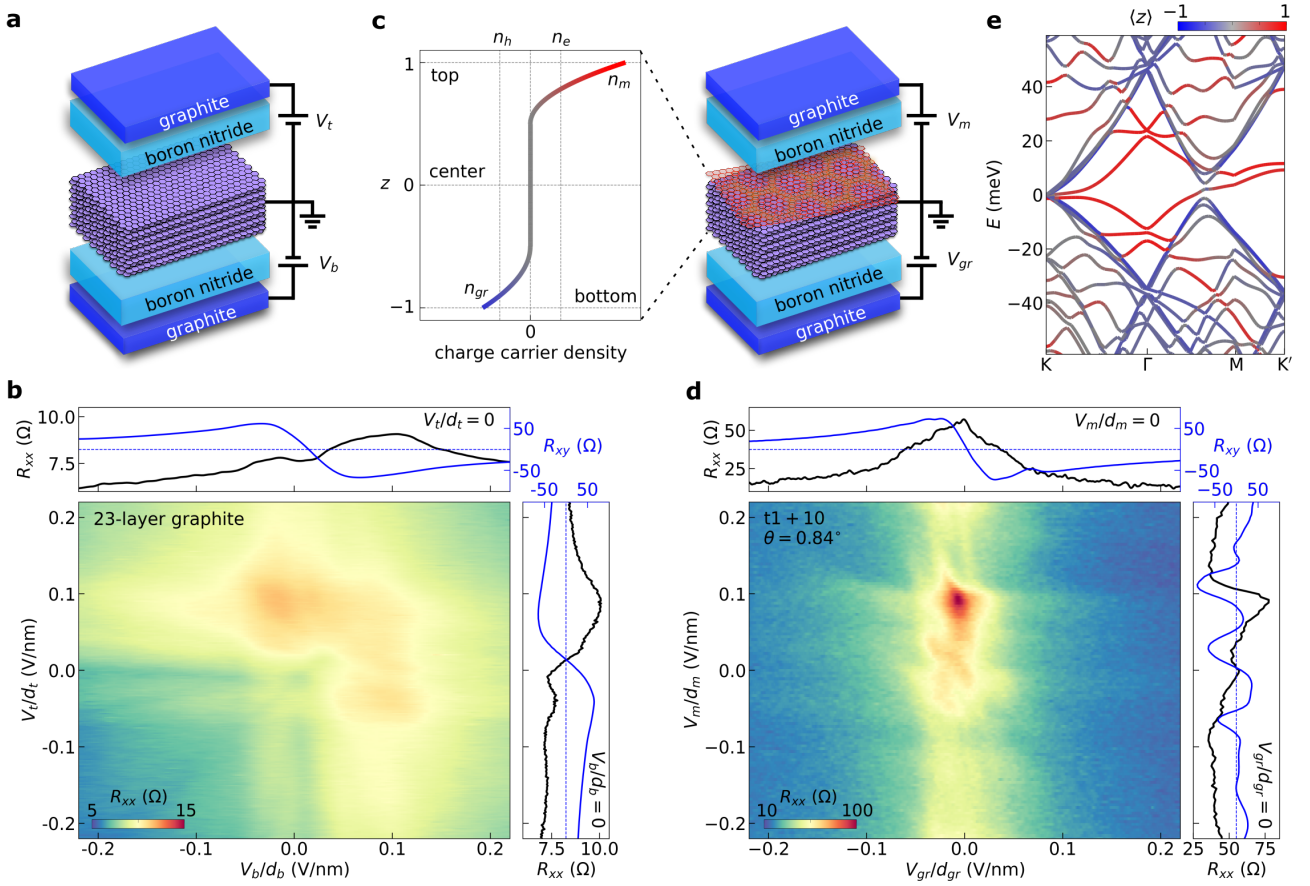 a
graphite
boron nitride
V_t
V_b
boron nitride
graphite
c
n_h
n_e
1
top
n_m
center
z
0
n_gr
bottom
−1
0
charge carrier density
graphite
boron nitride
V_m
V_gr
boron nitride
graphite
e
⟨z⟩
−1
1
E (meV)
40
20
0
−20
−40
K
Γ
M
K′
b
R_xx (Ω)
10.0
7.5
V_t/d_t = 0
R_xy (Ω)
50
-50
-50
50
23-layer graphite
V_t/d_t (V/nm)
0.2
0.1
0.0
-0.1
-0.2
R_xx (Ω)
5
15
−0.2
−0.1
0.0
0.1
0.2
V_b/d_b (V/nm)
V_b/d_b = 0
7.5
10.0
R_xx (Ω)
d
R_xx (Ω)
50
25
V_m/d_m = 0
R_xy (Ω)
50
-50
-50
50
t1 + 10
θ = 0.84°
V_m/d_m (V/nm)
0.2
0.1
0.0
−0.1
−0.2
R_xx (Ω)
10
100
−0.2
−0.1
0.0
0.1
0.2
V_gr/d_gr (V/nm)
V_gr/d_gr = 0
25
50
75
R_xx (Ω)